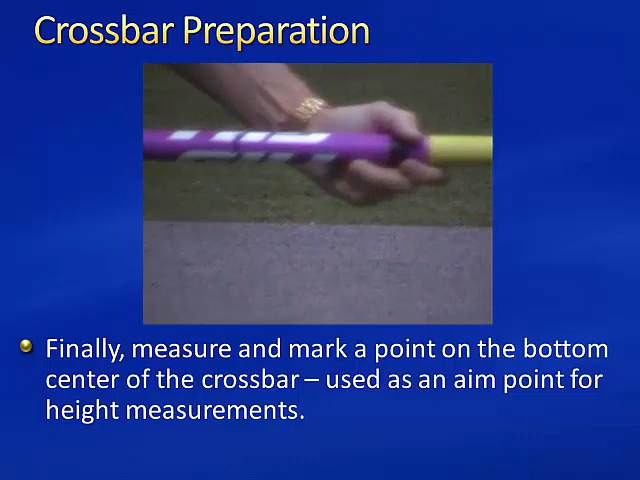 Crossbar Preparation
Finally, measure and mark a point on the bottom
center of the crossbar – used as an aim point for
height measurements.